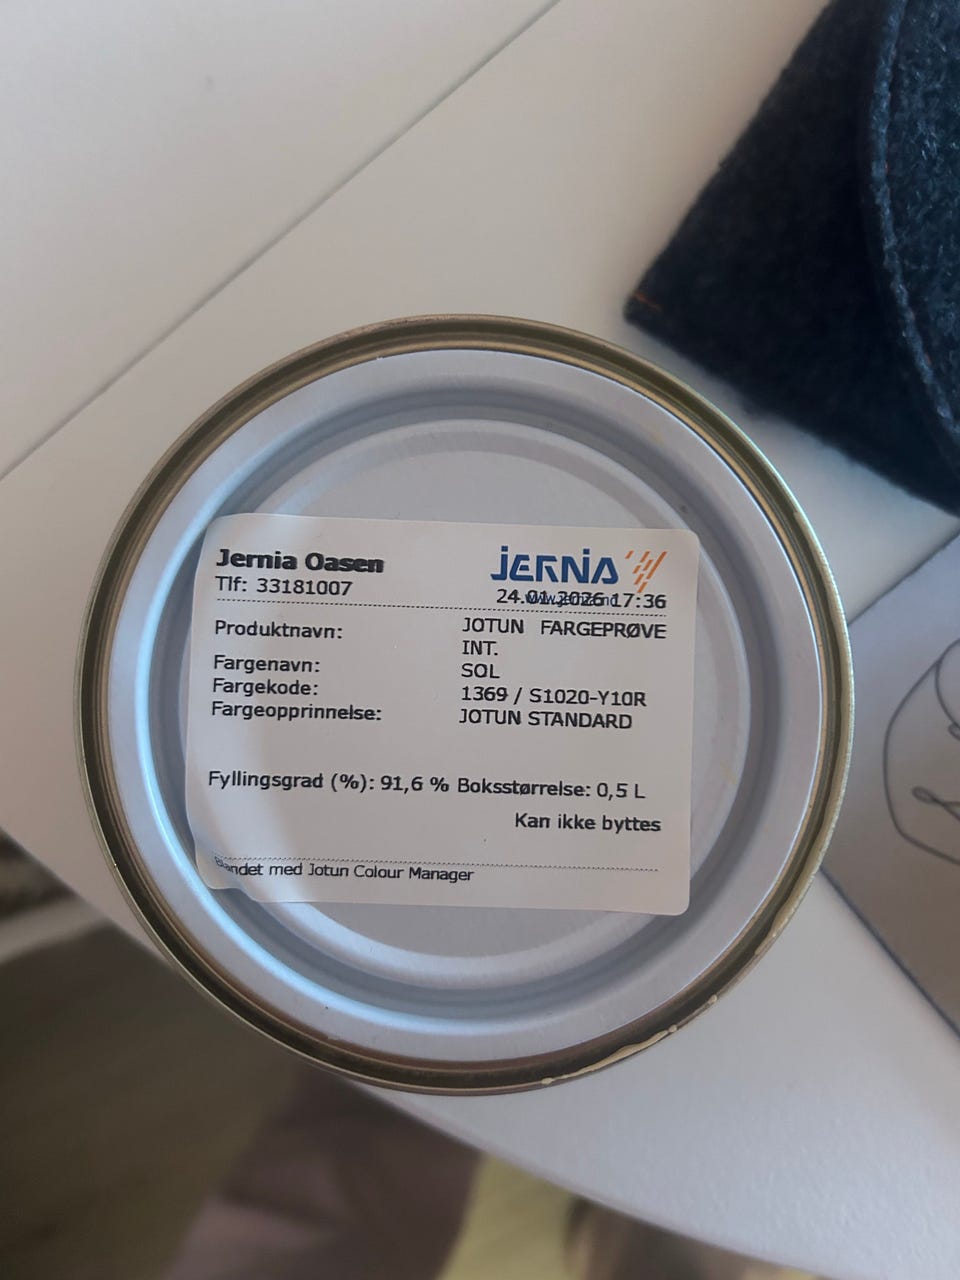 Jernia Oasen
JERNIA
Tlf: 33181007
24.01.2026 17:36
Produktnavn: JOTUN FARGEPRØVE
INT.
Fargenavn: SOL
Fargekode: 1369 / S1020-Y10R
Fargeopprinnelse: JOTUN STANDARD
Fyllingsgrad (%): 91,6 % Boksstørrelse: 0,5 L
Kan ikke byttes
Blandet med Jotun Colour Manager